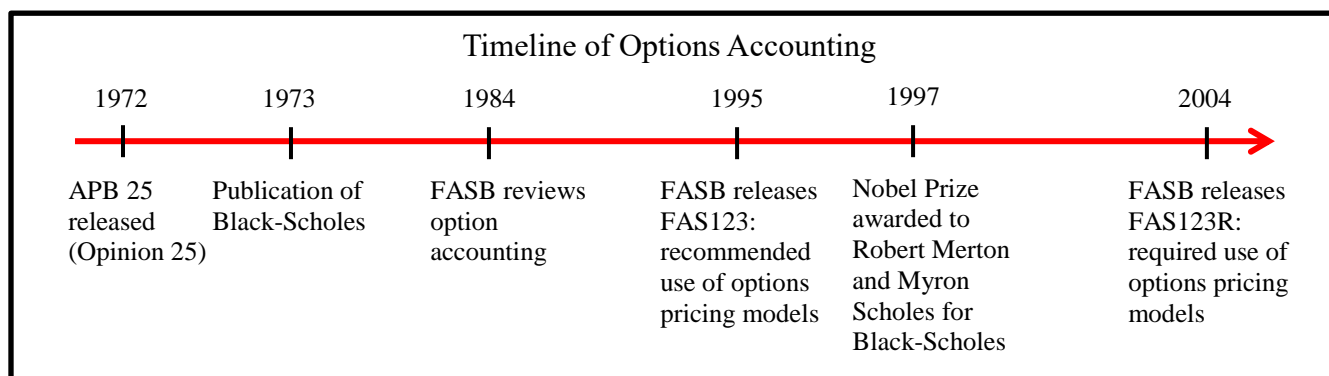 Timeline of Options Accounting
1972
1973
1984
1995
1997
2004
APB 25
released
(Opinion 25)
Publication of
Black-Scholes
FASB reviews
option
accounting
FASB releases
FAS123:
recommended
use of options
pricing models
Nobel Prize
awarded to
Robert Merton
and Myron
Scholes for
Black-Scholes
FASB releases
FAS123R:
required use of
options pricing
models